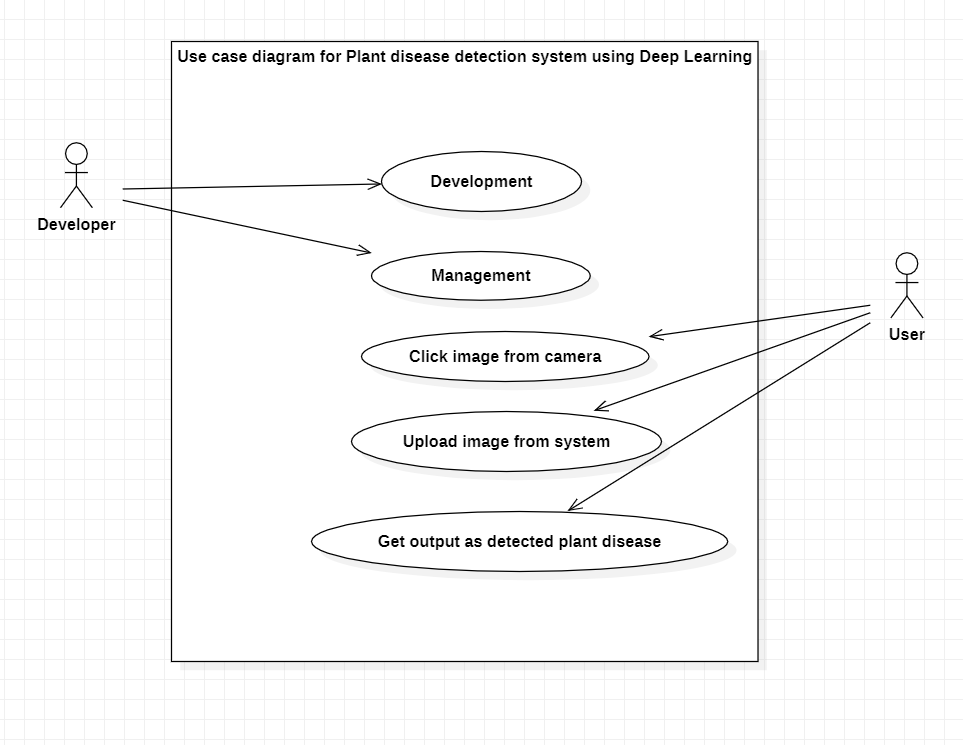 Use case diagram for Plant disease detection system using Deep Learning
Development
Developer
Management
User
Click image from camera
Upload image from system
Get output as detected plant disease